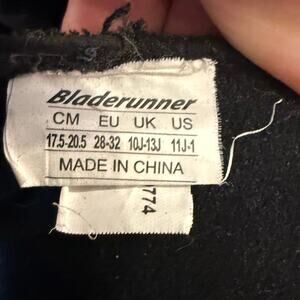 Bladerunner
CM EU UK US
17.5-20.5 28-32 10J-13J 11J-1
MADE IN CHINA
774